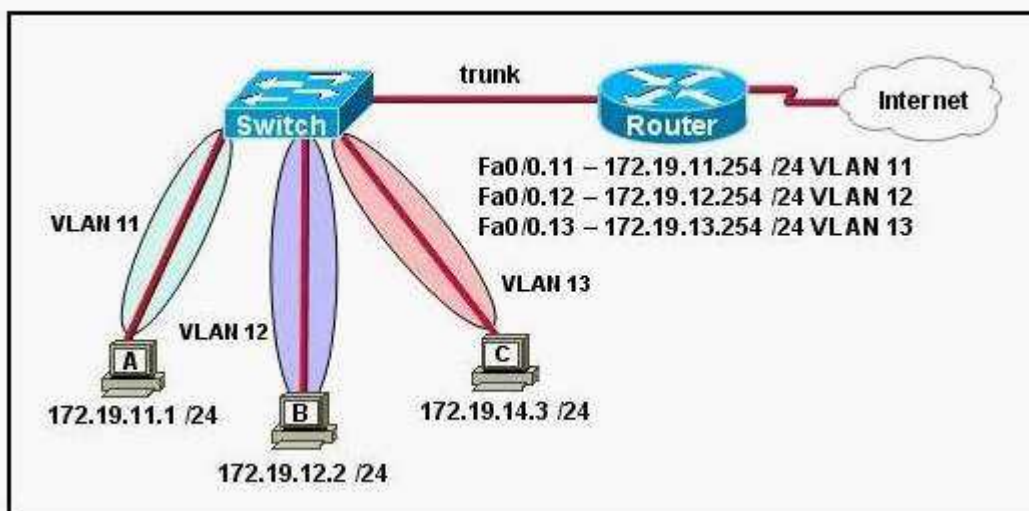 trunk
Switch
Router
Internet
Fa0/0.11 – 172.19.11.254 /24 VLAN 11
Fa0/0.12 – 172.19.12.254 /24 VLAN 12
Fa0/0.13 – 172.19.13.254 /24 VLAN 13
VLAN 11
VLAN 12
VLAN 13
A
172.19.11.1 /24
B
172.19.12.2 /24
C
172.19.14.3 /24